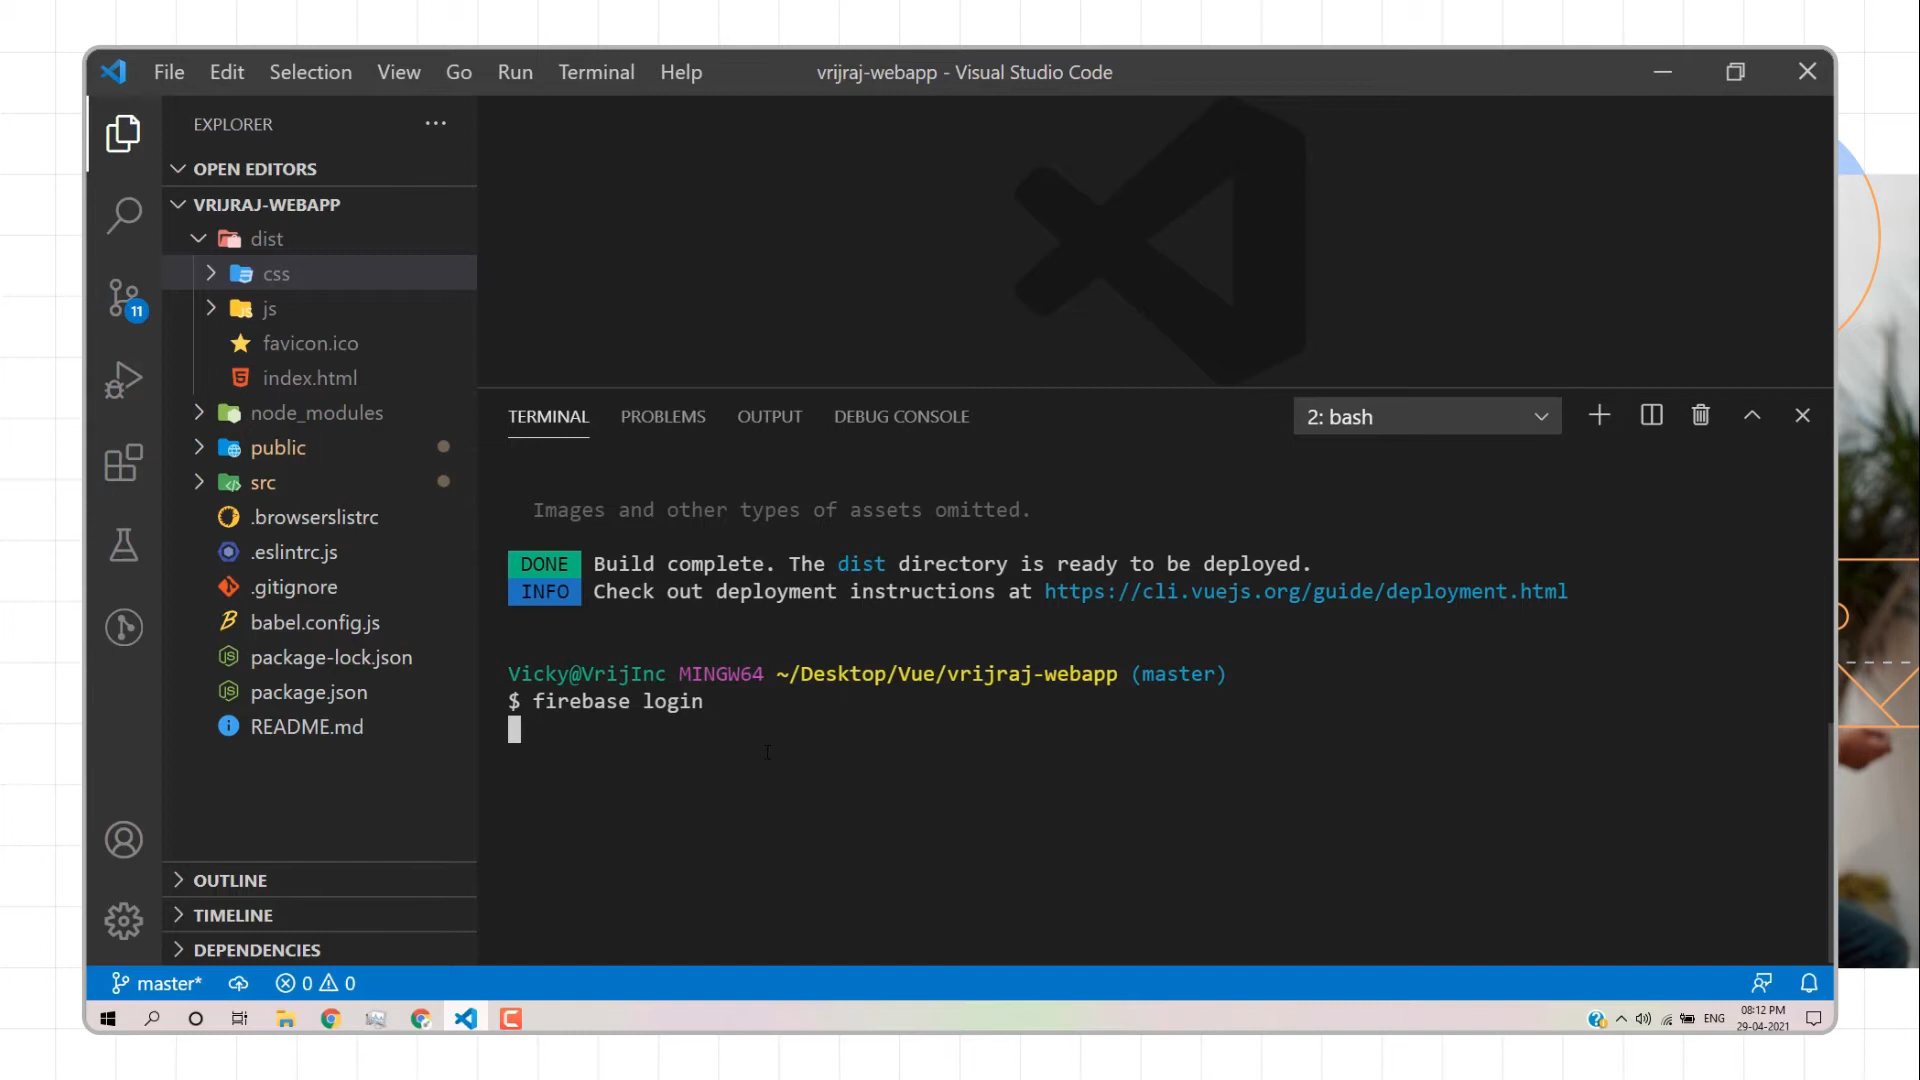 File Edit Selection View Go Run Terminal Help vrijraj-webapp - Visual Studio Code
EXPLORER
OPEN EDITORS
VRIJRAJ-WEBAPP
dist
css
js
favicon.ico
index.html
node_modules
public
src
.browserslistrc
.eslintrc.js
.gitignore
babel.config.js
package-lock.json
package.json
README.md
OUTLINE
TIMELINE
DEPENDENCIES
11
TERMINAL PROBLEMS OUTPUT DEBUG CONSOLE 2: bash
Images and other types of assets omitted.
DONE Build complete. The dist directory is ready to be deployed.
INFO Check out deployment instructions at https://cli.vuejs.org/guide/deployment.html
Vicky@VrijInc MINGW64 ~/Desktop/Vue/vrijraj-webapp (master)
$ firebase login
master* 0 0
ENG 08:12 PM
29-04-2021